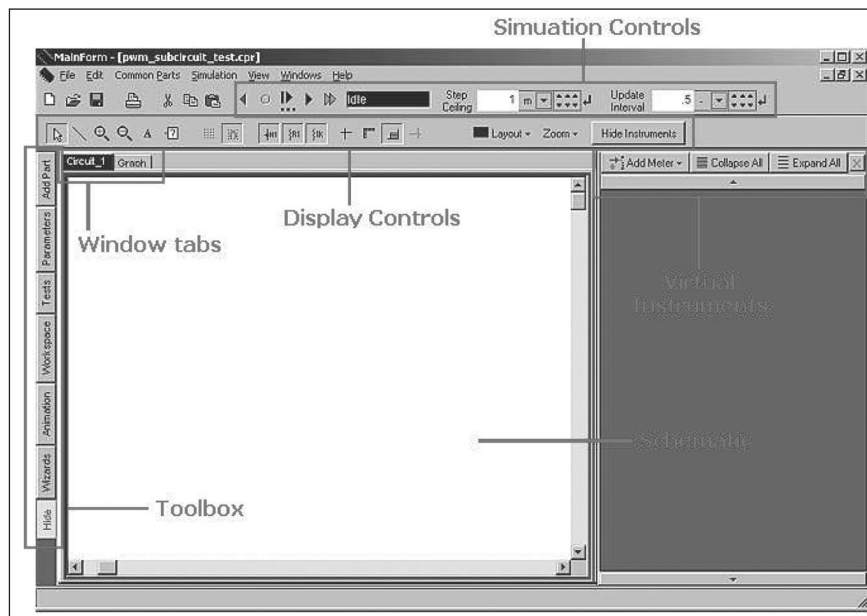 Simuation Controls
MainForm - [pwm_subcircuit_test.cpr]
File Edit Common Parts Simulation View Windows Help
Idle
Step Ceiling
1 m
Update Interval
.5 -
A
Layout
Zoom
Hide Instruments
Circuit_1 Graph
Add Meter
Collapse All
Expand All
Add Part
Parameters
Tests
Workspace
Animation
Wizards
Hide
Window tabs
Display Controls
Virtual
Instruments
Schematic
Toolbox